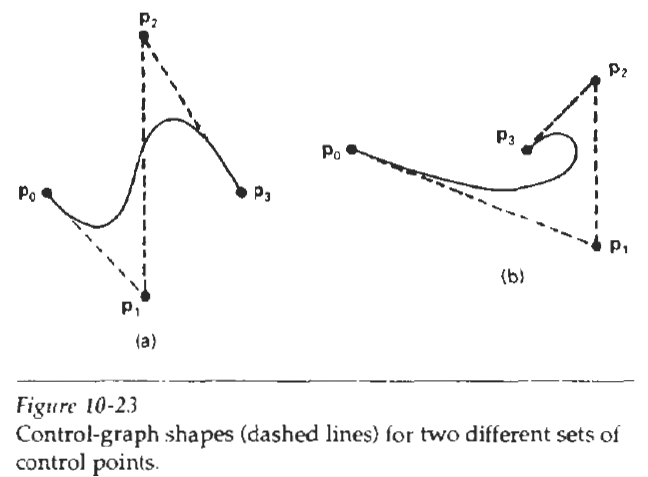 p₂
p₀
p₃
p₁
(a)
p₂
p₃
p₀
p₁
(b)
Figure 10-23
Control-graph shapes (dashed lines) for two different sets of
control points.